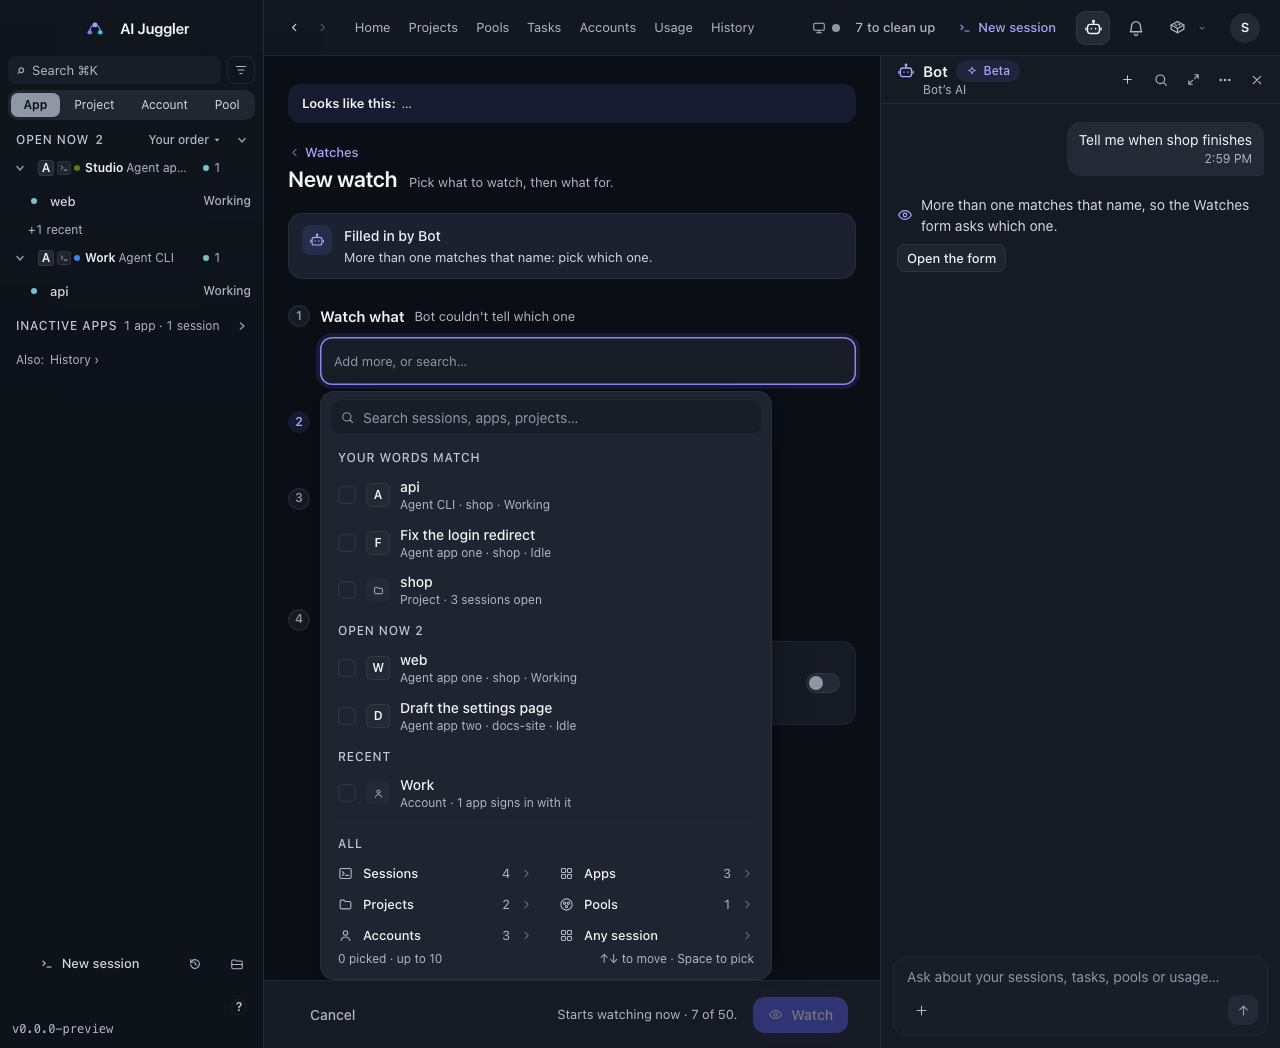 AI Juggler
Search ⌘K
App Project Account Pool
OPEN NOW 2 Your order
A Studio Agent ap... 1
web Working
+1 recent
A Work Agent CLI 1
api Working
INACTIVE APPS 1 app · 1 session
Also: History ›
New session
?
v0.0.0-preview
Home Projects Pools Tasks Accounts Usage History
7 to clean up
New session
S
Looks like this: ...
Watches
New watch Pick what to watch, then what for.
Filled in by Bot
More than one matches that name: pick which one.
1 Watch what Bot couldn't tell which one
Add more, or search...
2
3
4
Search sessions, apps, projects...
YOUR WORDS MATCH
A api
Agent CLI · shop · Working
F Fix the login redirect
Agent app one · shop · Idle
shop
Project · 3 sessions open
OPEN NOW 2
W web
Agent app one · shop · Working
D Draft the settings page
Agent app two · docs-site · Idle
RECENT
Work
Account · 1 app signs in with it
ALL
Sessions 4 Apps 3
Projects 2 Pools 1
Accounts 3 Any session
0 picked · up to 10 ↑↓ to move · Space to pick
Cancel Starts watching now · 7 of 50. Watch
Bot Beta
Bot's AI
Tell me when shop finishes
2:59 PM
More than one matches that name, so the Watches
form asks which one.
Open the form
Ask about your sessions, tasks, pools or usage...